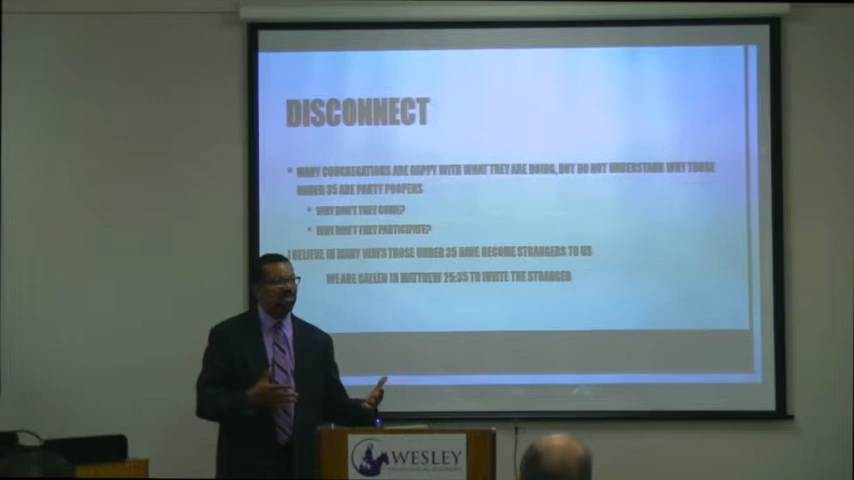 DISCONNECT
MANY CONGREGATIONS ARE HAPPY WITH WHAT THEY ARE DOING, BUT DO NOT UNDERSTAND WHY THOSE
UNDER 35 ARE PARTY POOPERS
WHY DON'T THEY COME?
WHY DON'T THEY PARTICIPATE?
I BELIEVE IN MANY WAYS THOSE UNDER 35 HAVE BECOME STRANGERS TO US
WE ARE CALLED IN MATTHEW 25:35 TO INVITE THE STRANGER
WESLEY